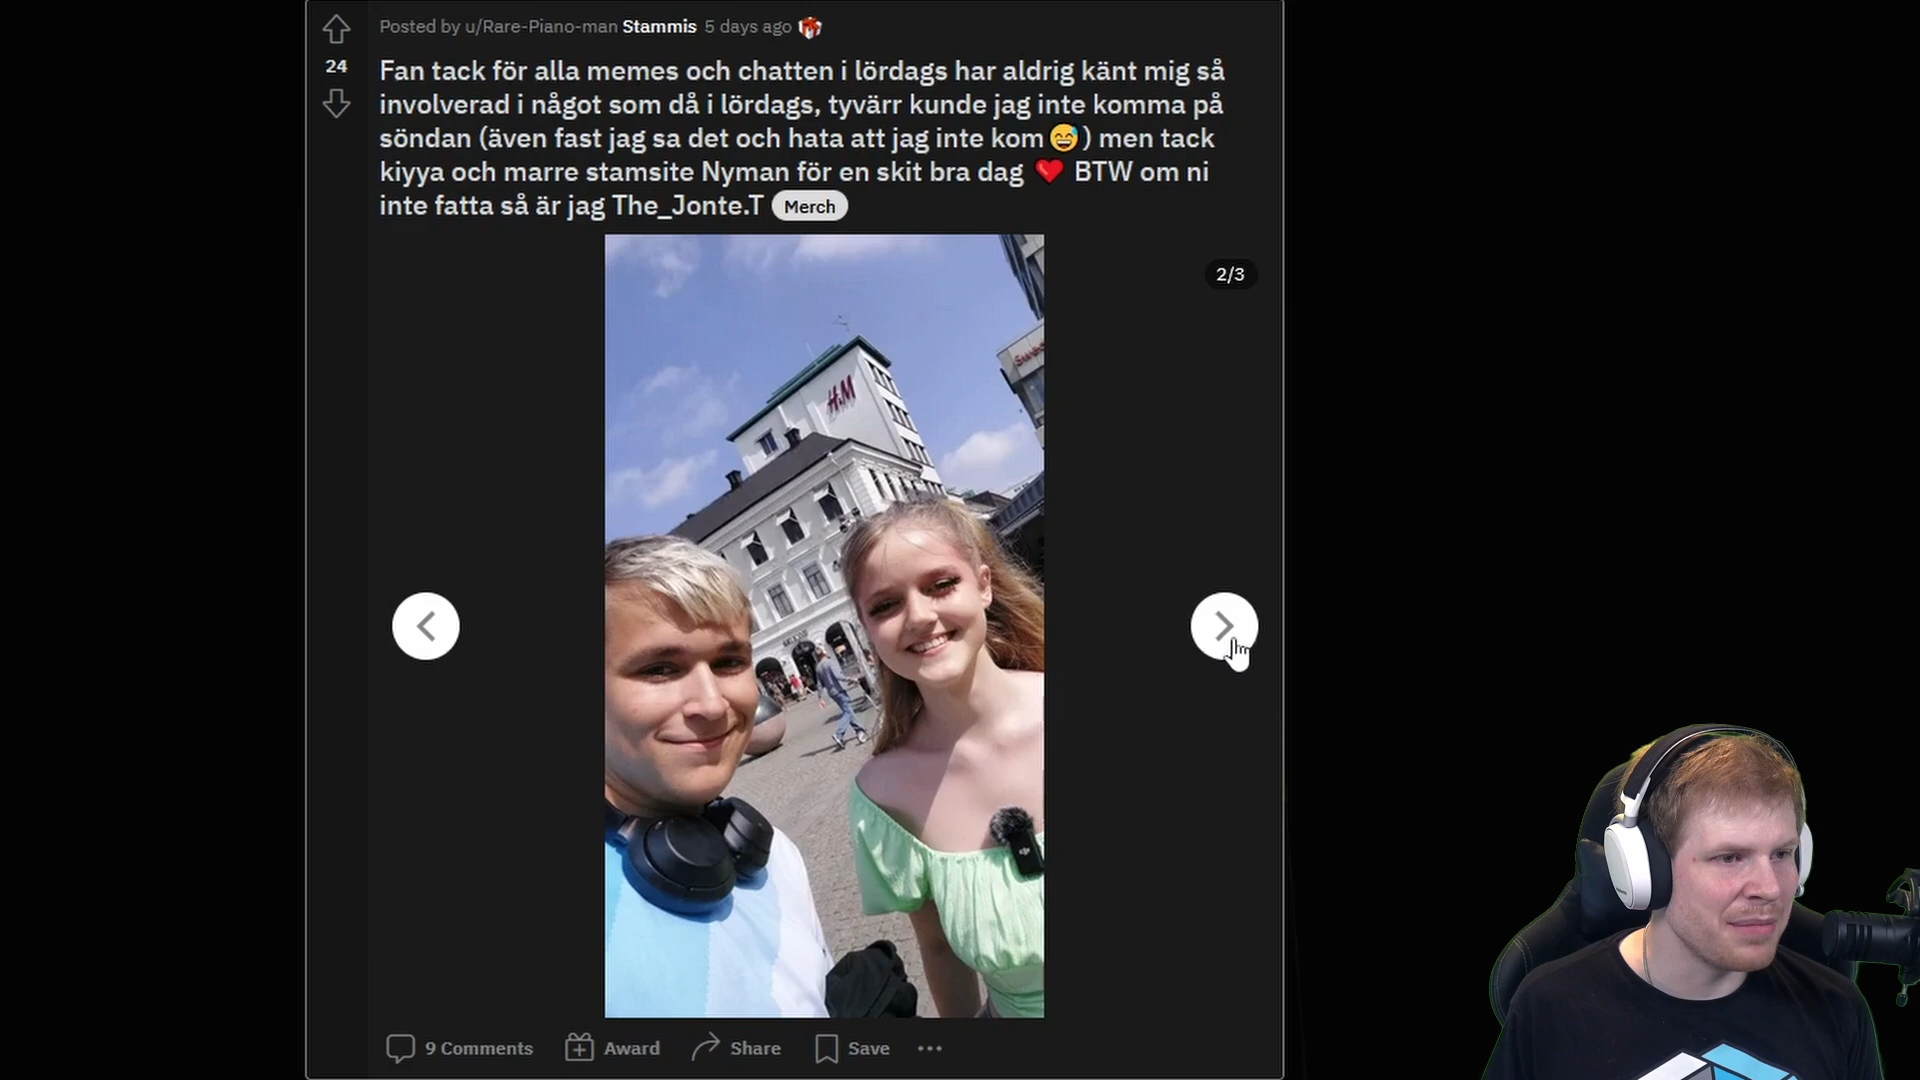 Posted by u/Rare-Piano-man Stammis 5 days ago
24
Fan tack för alla memes och chatten i lördags har aldrig känt mig så
involverad i något som då i lördags, tyvärr kunde jag inte komma på
söndan (även fast jag sa det och hata att jag inte kom😅) men tack
kiyya och marre stamsite Nyman för en skit bra dag ❤️ BTW om ni
inte fatta så är jag The_Jonte.T Merch
2/3
H&M
9 Comments Award Share Save